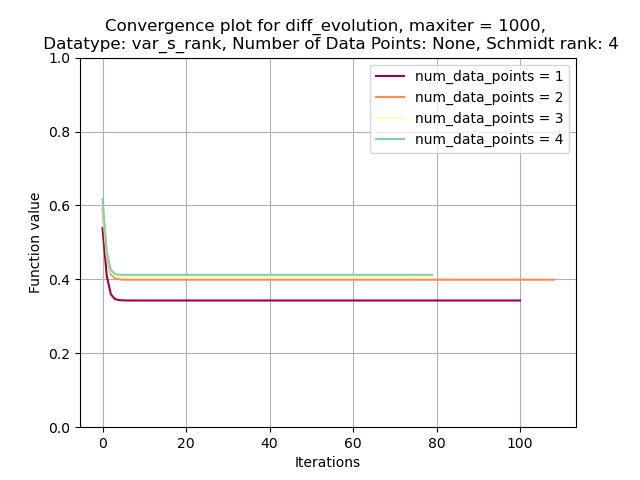 Convergence plot for diff_evolution, maxiter = 1000,
Datatype: var_s_rank, Number of Data Points: None, Schmidt rank: 4
1.0
num_data_points = 1
num_data_points = 2
num_data_points = 3
num_data_points = 4
0.8
0.6
0.4
0.2
0.0
Function value
0 20 40 60 80 100
Iterations